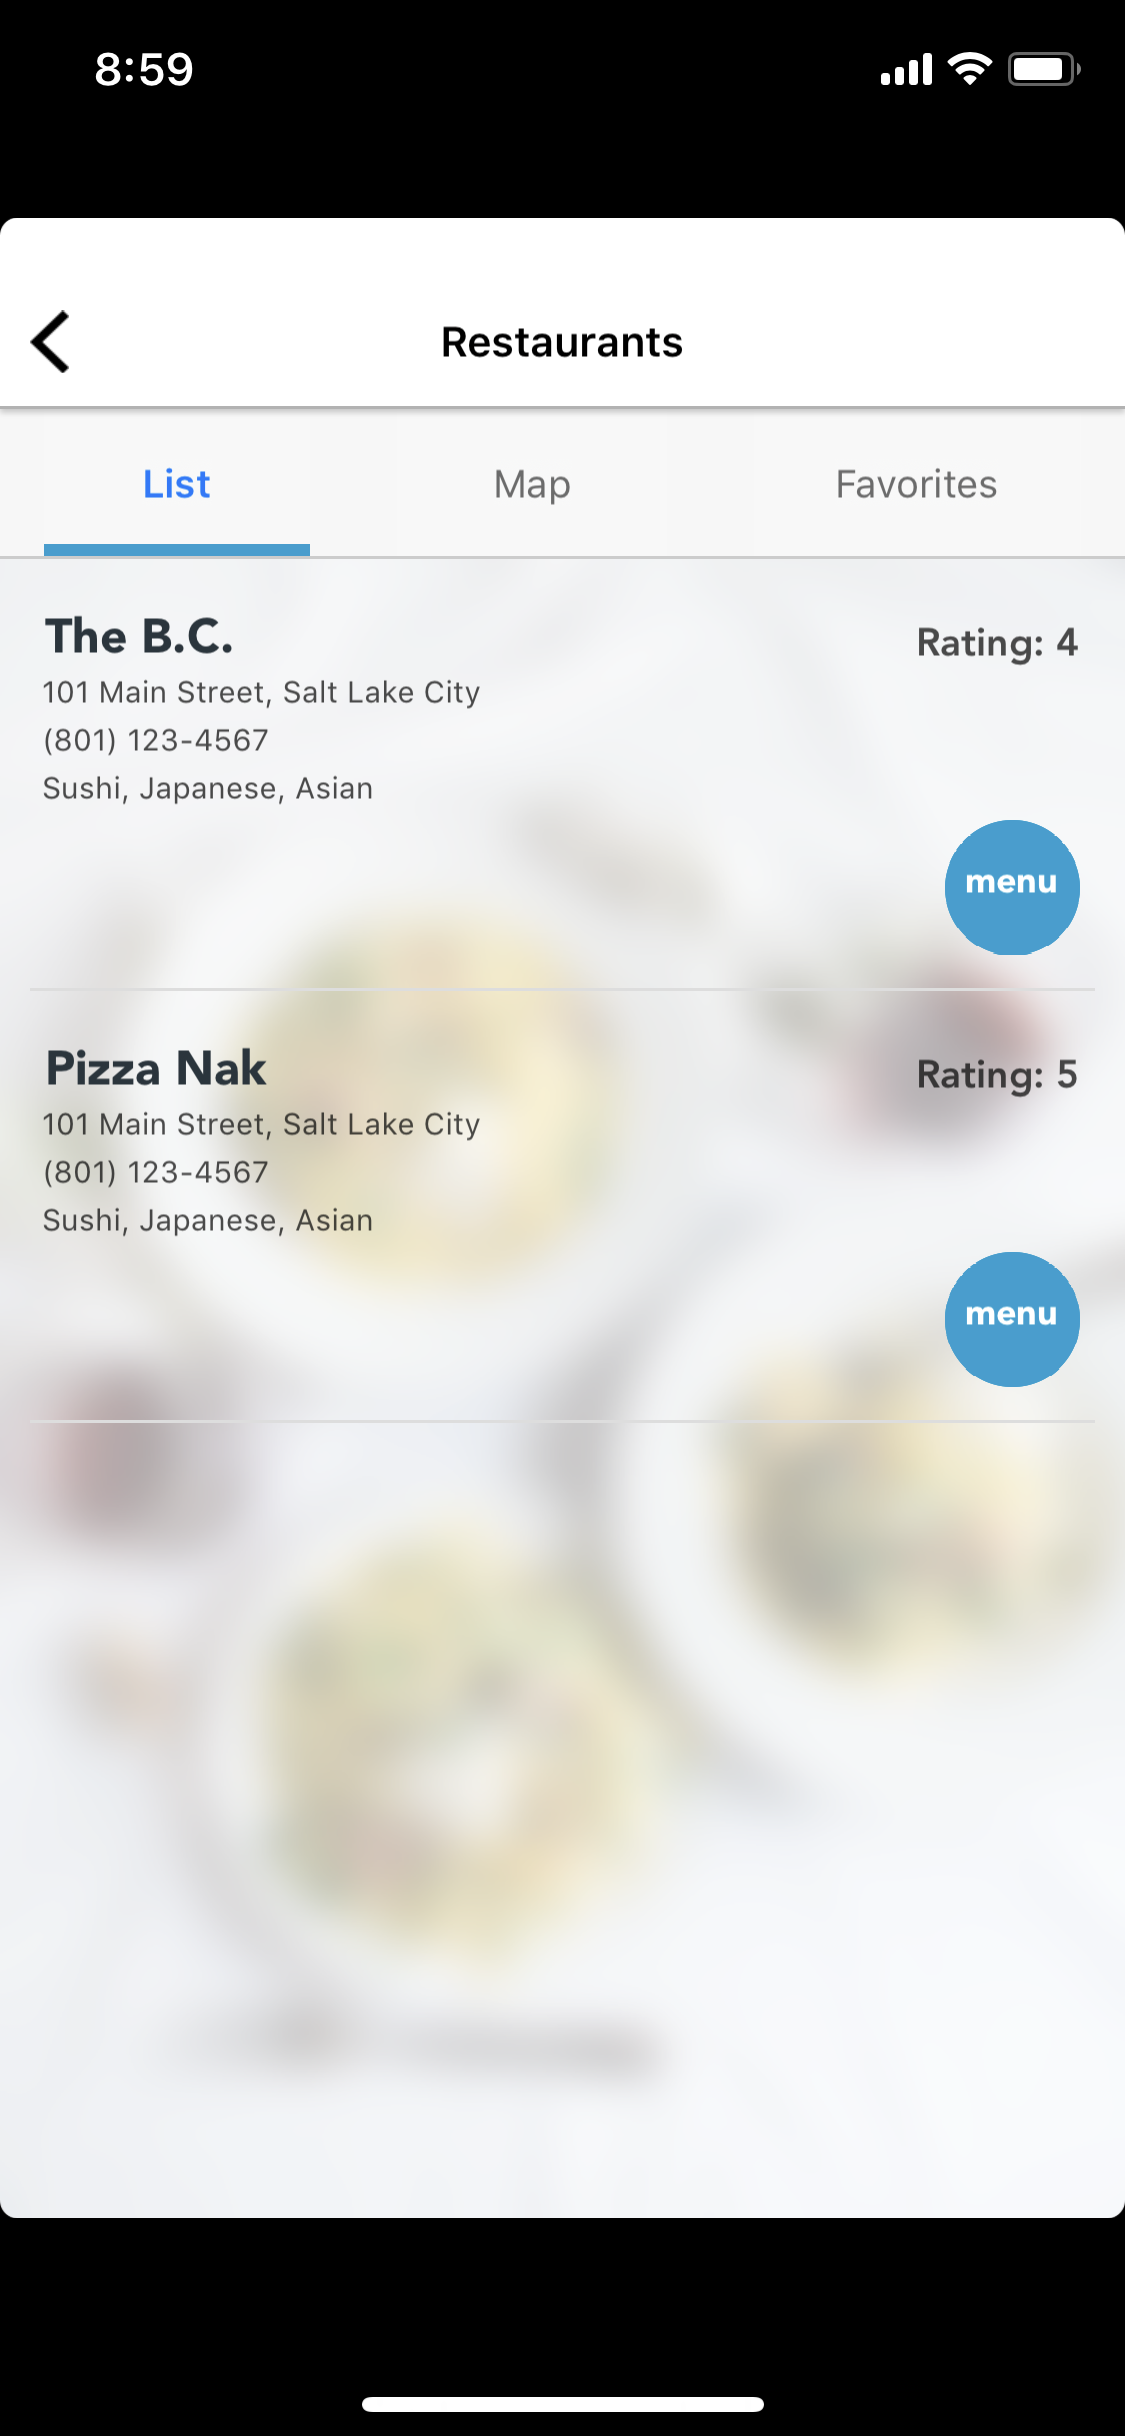 8:59
Restaurants
List Map Favorites
The B.C. Rating: 4
101 Main Street, Salt Lake City
(801) 123-4567
Sushi, Japanese, Asian
menu
Pizza Nak Rating: 5
101 Main Street, Salt Lake City
(801) 123-4567
Sushi, Japanese, Asian
menu